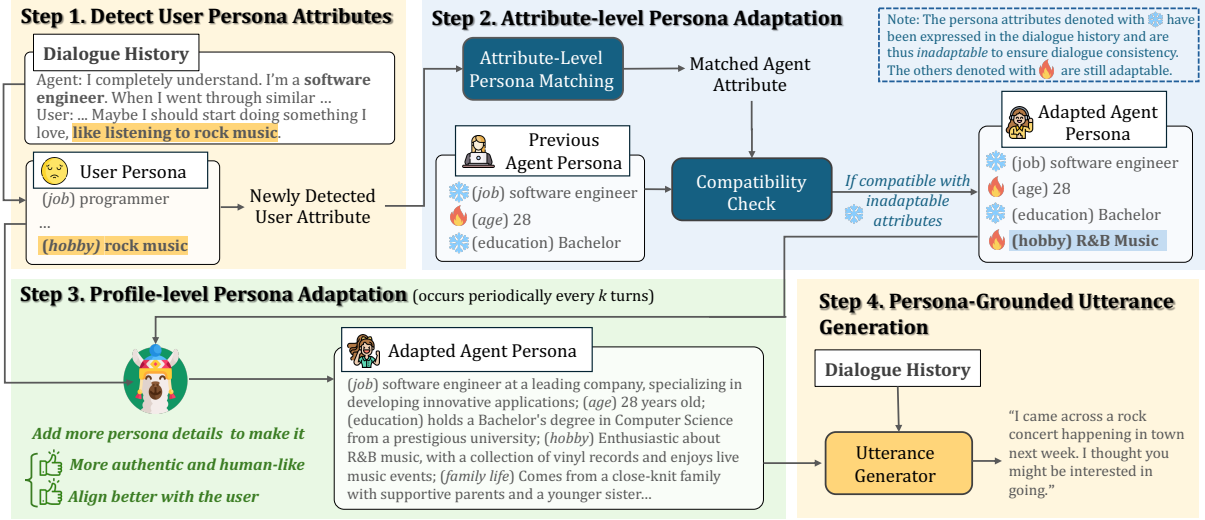 Step 1. Detect User Persona Attributes
Dialogue History
Agent: I completely understand. I'm a software
engineer. When I went through similar ...
User: ... Maybe I should start doing something I
love, like listening to rock music.
User Persona
(job) programmer
...
(hobby) rock music
Newly Detected
User Attribute
Step 2. Attribute-level Persona Adaptation
Attribute-Level
Persona Matching
Matched Agent
Attribute
Note: The persona attributes denoted with have
been expressed in the dialogue history and are
thus inadaptable to ensure dialogue consistency.
The others denoted with are still adaptable.
Previous
Agent Persona
(job) software engineer
(age) 28
(education) Bachelor
Compatibility
Check
If compatible with
inadaptable
attributes
Adapted Agent
Persona
(job) software engineer
(age) 28
(education) Bachelor
(hobby) R&B Music
Step 3. Profile-level Persona Adaptation (occurs periodically every k turns)
Add more persona details to make it
More authentic and human-like
Align better with the user
Adapted Agent Persona
(job) software engineer at a leading company, specializing in
developing innovative applications; (age) 28 years old;
(education) holds a Bachelor's degree in Computer Science
from a prestigious university; (hobby) Enthusiastic about
R&B music, with a collection of vinyl records and enjoys live
music events; (family life) Comes from a close-knit family
with supportive parents and a younger sister...
Step 4. Persona-Grounded Utterance
Generation
Dialogue History
Utterance
Generator
"I came across a rock
concert happening in town
next week. I thought you
might be interested in
going."